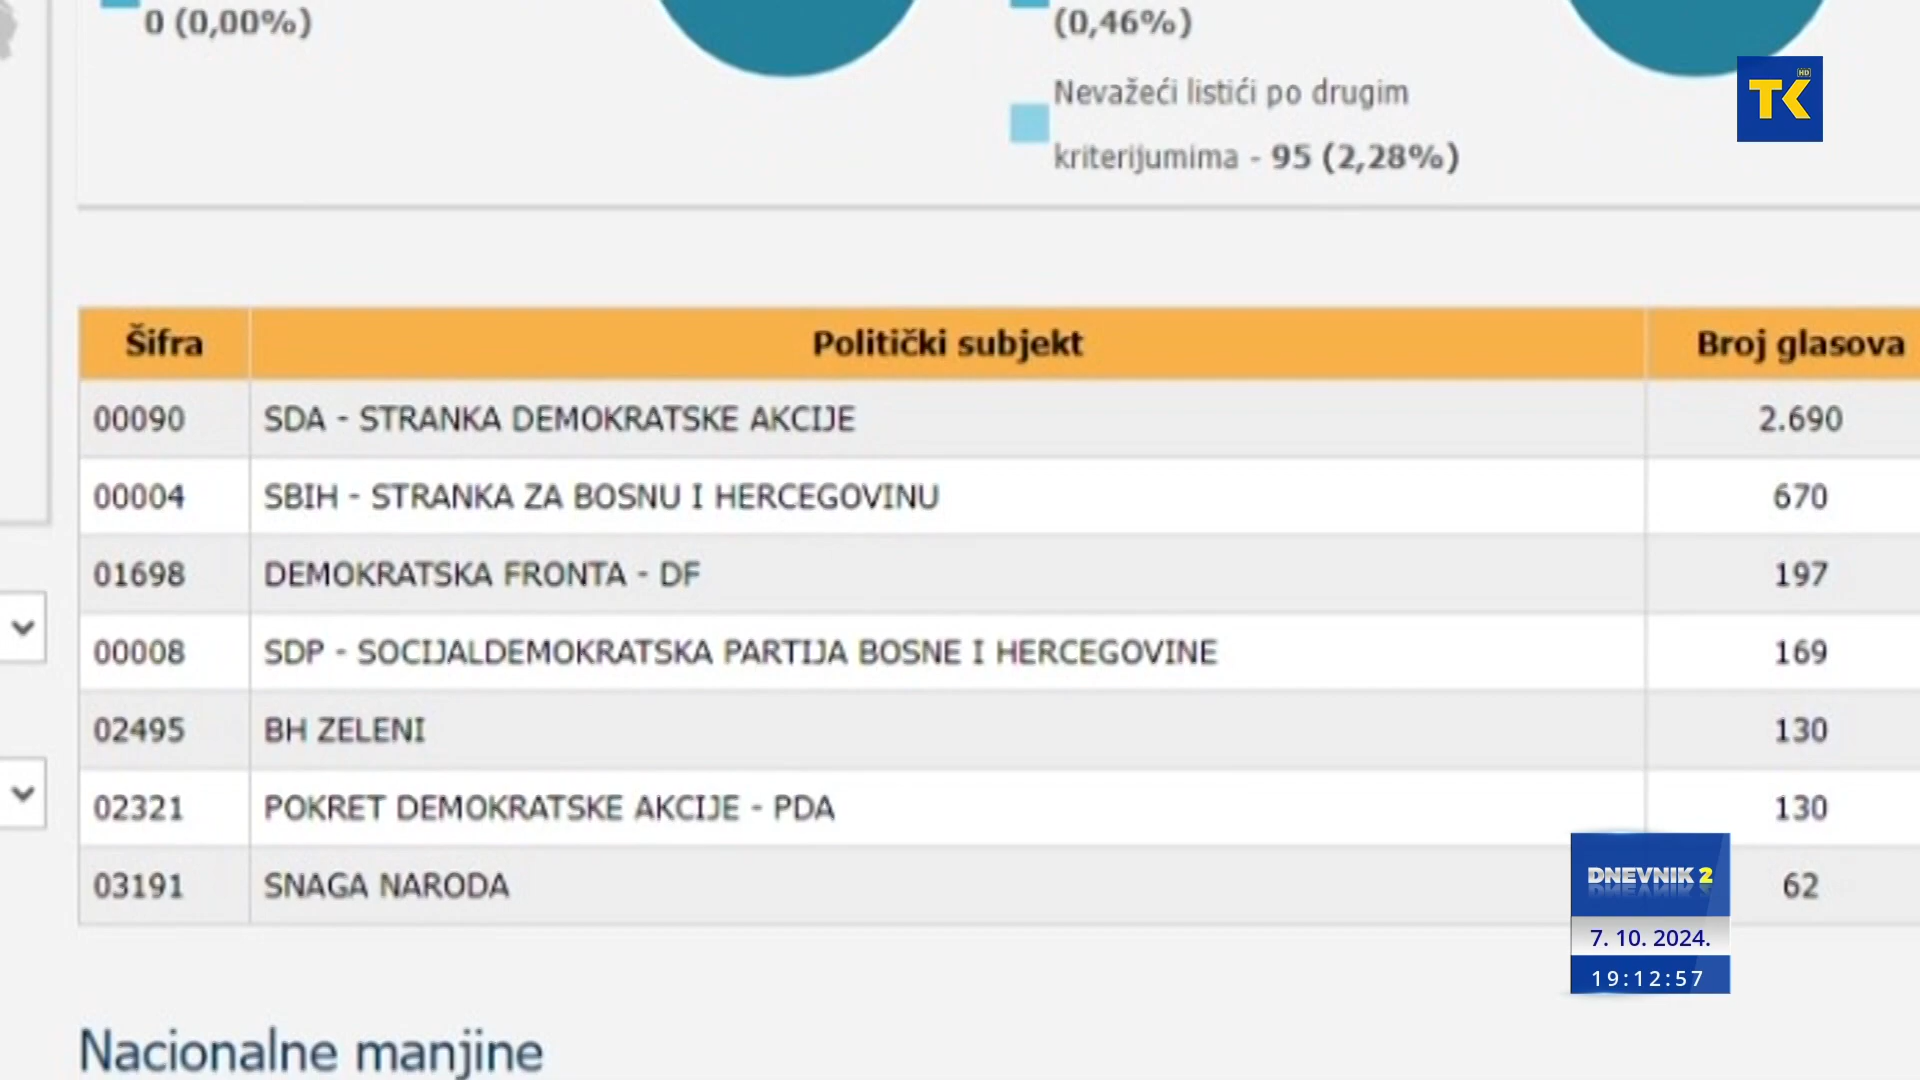 0 (0,00%)
(0,46%)
Nevažeći listići po drugim
kriterijumima - 95 (2,28%)
HD
TK
Šifra Politički subjekt Broj glasova
00090 SDA - STRANKA DEMOKRATSKE AKCIJE 2.690
00004 SBIH - STRANKA ZA BOSNU I HERCEGOVINU 670
01698 DEMOKRATSKA FRONTA - DF 197
00008 SDP - SOCIJALDEMOKRATSKA PARTIJA BOSNE I HERCEGOVINE 169
02495 BH ZELENI 130
02321 POKRET DEMOKRATSKE AKCIJE - PDA 130
03191 SNAGA NARODA 62
DNEVNIK 2
7. 10. 2024.
19:12:57
Nacionalne manjine